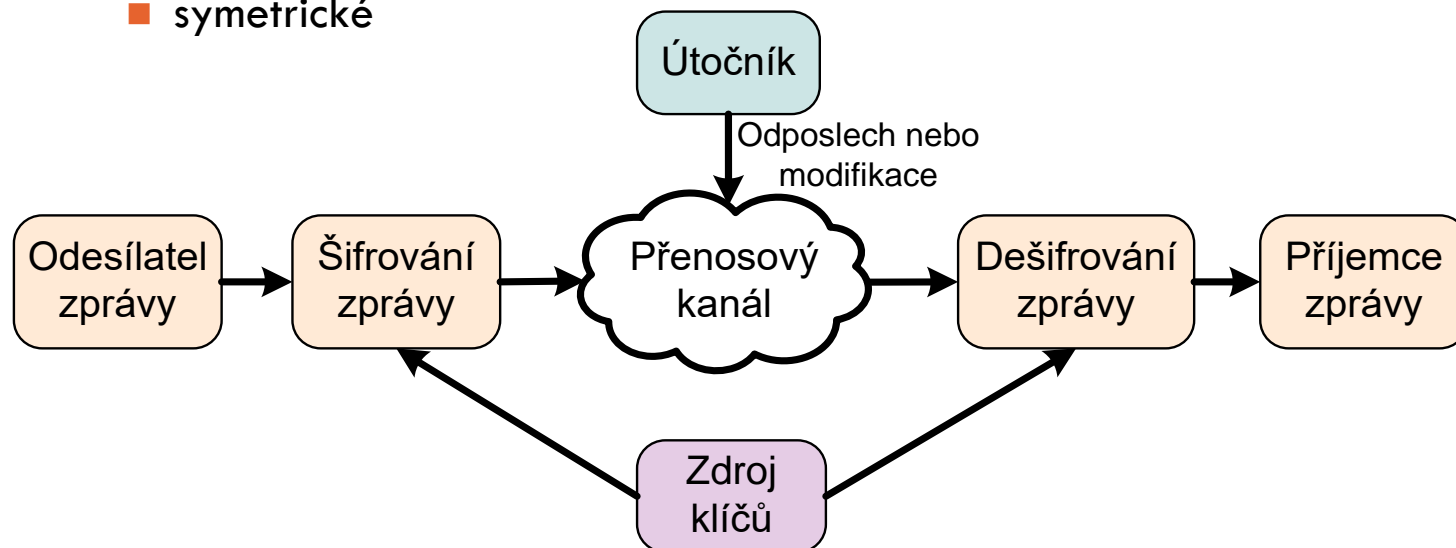 symetrické
Útočník
Odposlech nebo
modifikace
Odesílatel
zprávy
Šifrování
zprávy
Přenosový
kanál
Dešifrování
zprávy
Příjemce
zprávy
Zdroj
klíčů